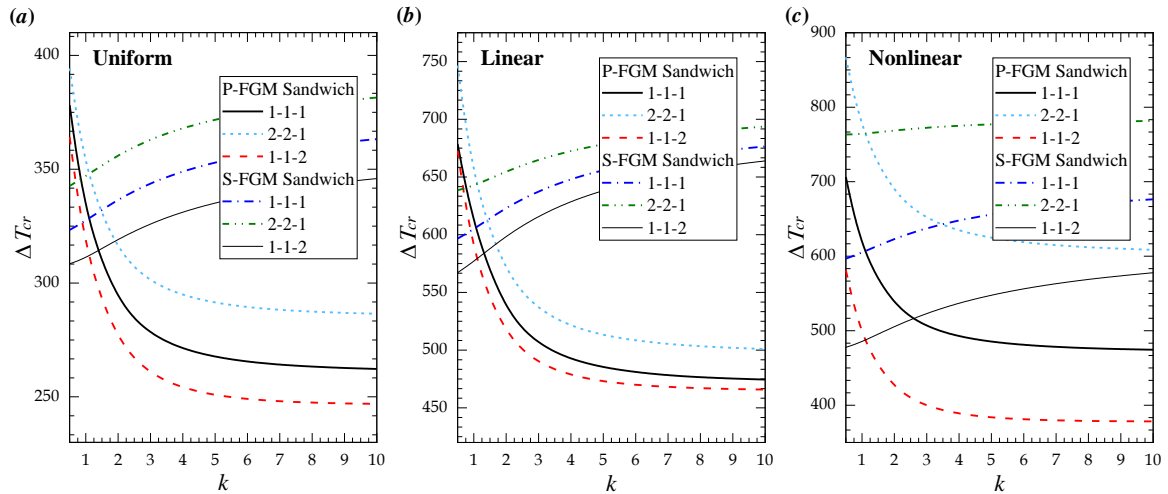 (a)
Uniform
400
350
300
250
ΔTcr
P-FGM Sandwich
1-1-1
2-2-1
1-1-2
S-FGM Sandwich
1-1-1
2-2-1
1-1-2
1 2 3 4 5 6 7 8 9 10
k
(b)
Linear
750
700
650
600
550
500
450
ΔTcr
P-FGM Sandwich
1-1-1
2-2-1
1-1-2
S-FGM Sandwich
1-1-1
2-2-1
1-1-2
1 2 3 4 5 6 7 8 9 10
k
(c)
Nonlinear
900
800
700
600
500
400
ΔTcr
P-FGM Sandwich
1-1-1
2-2-1
1-1-2
S-FGM Sandwich
1-1-1
2-2-1
1-1-2
1 2 3 4 5 6 7 8 9 10
k